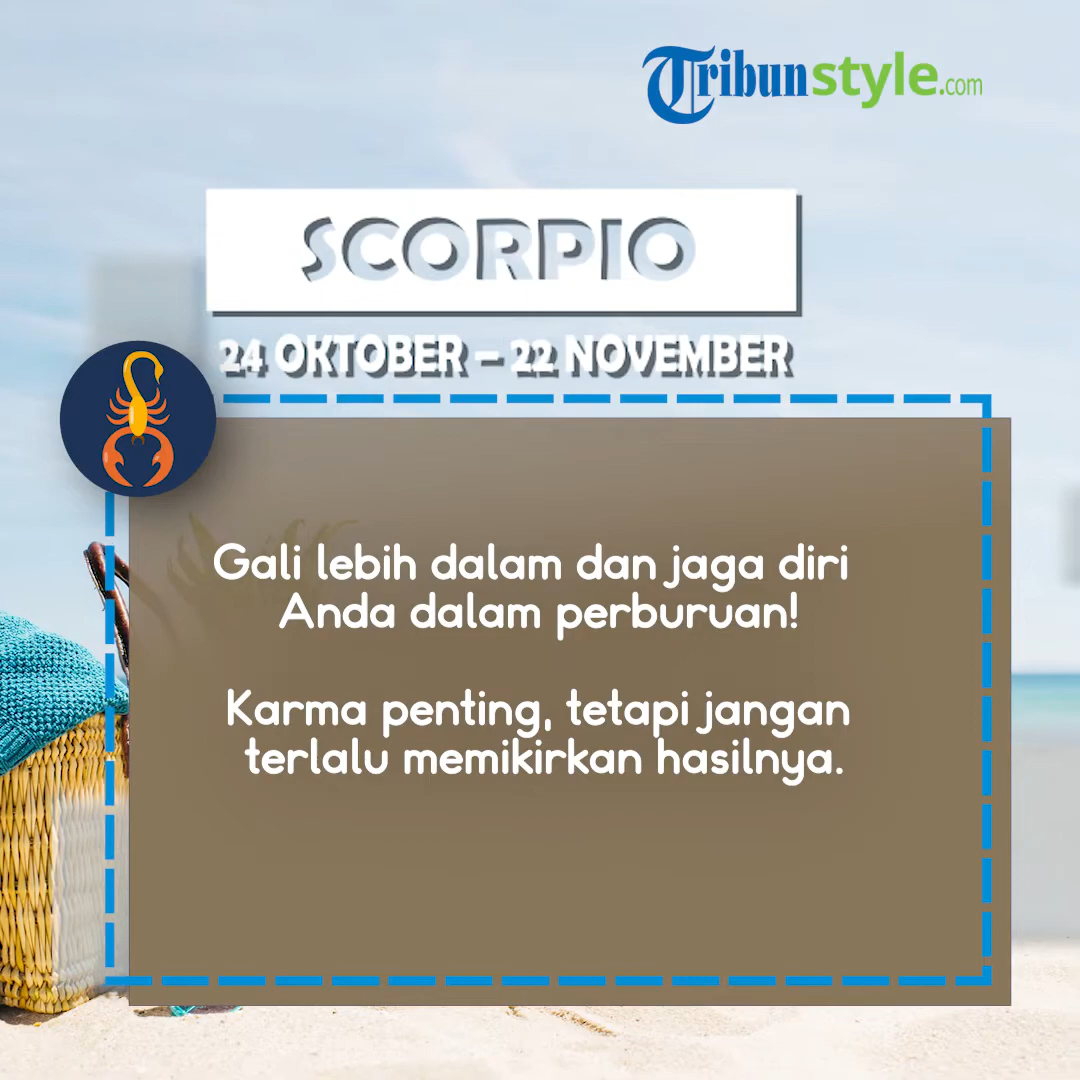 Tribunstyle.com
SCORPIO
24 OKTOBER – 22 NOVEMBER
Gali lebih dalam dan jaga diri
Anda dalam perburuan!
Karma penting, tetapi jangan
terlalu memikirkan hasilnya.